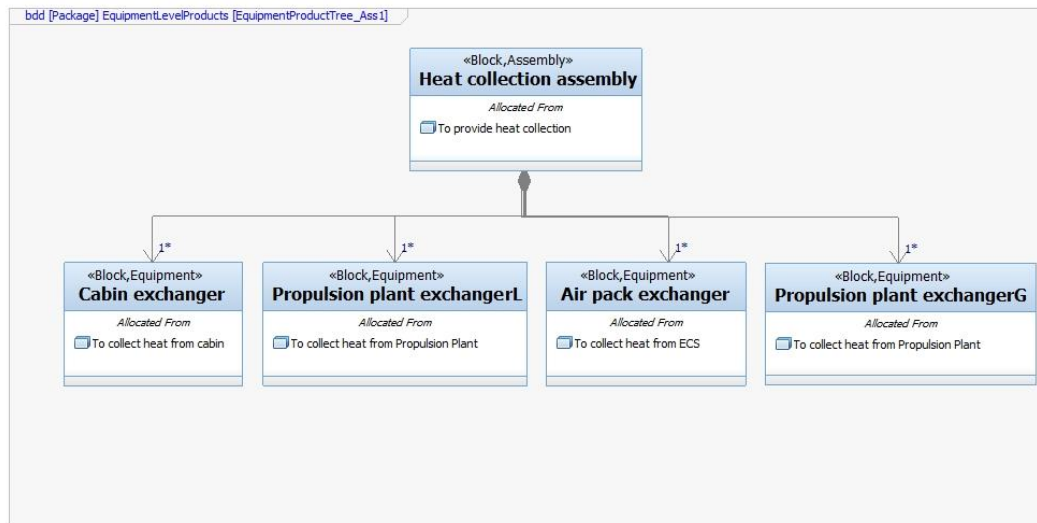 bdd [Package] EquipmentLevelProducts [EquipmentProductTree_Ass1]
«Block,Assembly»
Heat collection assembly
Allocated From
To provide heat collection
1* 1* 1* 1*
«Block,Equipment» «Block,Equipment» «Block,Equipment» «Block,Equipment»
Cabin exchanger Propulsion plant exchangerL Air pack exchanger Propulsion plant exchangerG
Allocated From Allocated From Allocated From Allocated From
To collect heat from cabin To collect heat from Propulsion Plant To collect heat from ECS To collect heat from Propulsion Plant